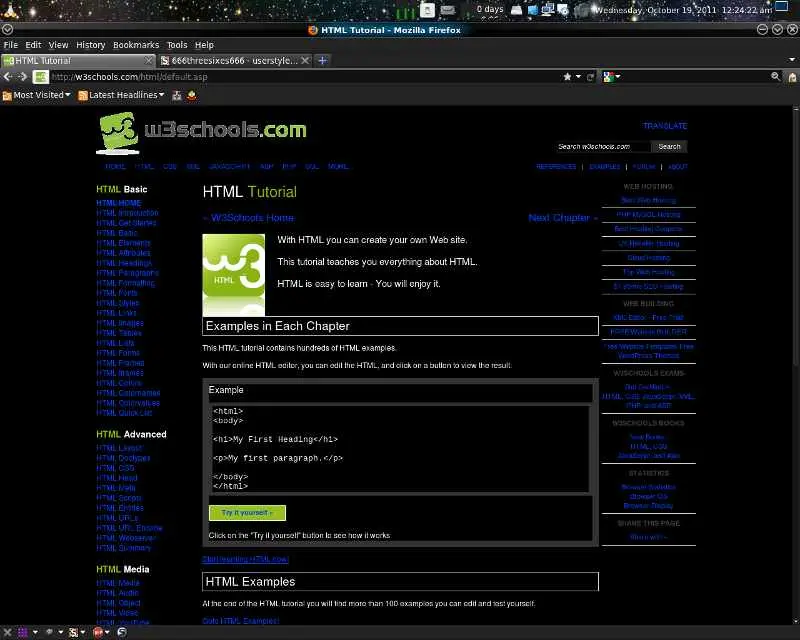 0 days
Wednesday, October 19, 2011 12:24:22 am
HTML Tutorial - Mozilla Firefox
File Edit View History Bookmarks Tools Help
HTML Tutorial
666threesixes666 - userstyle...
http://w3schools.com/html/default.asp
Most Visited
Latest Headlines
w3schools.com
TRANSLATE
Search w3schools.com
Search
HOME HTML CSS XML JAVASCRIPT ASP PHP SQL MORE...
REFERENCES | EXAMPLES | FORUM | ABOUT
HTML Basic
HTML HOME
HTML Introduction
HTML Get Started
HTML Basic
HTML Elements
HTML Attributes
HTML Headings
HTML Paragraphs
HTML Formatting
HTML Fonts
HTML Styles
HTML Links
HTML Images
HTML Tables
HTML Lists
HTML Forms
HTML Frames
HTML Iframes
HTML Colors
HTML Colornames
HTML Colorvalues
HTML Quick List
HTML Advanced
HTML Layout
HTML Doctypes
HTML CSS
HTML Head
HTML Meta
HTML Scripts
HTML Entities
HTML URLs
HTML URL Encode
HTML Webserver
HTML Summary
HTML Media
HTML Media
HTML Audio
HTML Object
HTML Video
HTML YouTube
HTML Tutorial
« W3Schools Home
Next Chapter »
W3
HTML
With HTML you can create your own Web site.
This tutorial teaches you everything about HTML.
HTML is easy to learn - You will enjoy it.
Examples in Each Chapter
This HTML tutorial contains hundreds of HTML examples.
With our online HTML editor, you can edit the HTML, and click on a button to view the result.
Example
<html>
<body>
<h1>My First Heading</h1>
<p>My first paragraph.</p>
</body>
</html>
Try it yourself »
Click on the "Try it yourself" button to see how it works
Start learning HTML now!
HTML Examples
At the end of the HTML tutorial you will find more than 100 examples you can edit and test yourself.
Goto HTML Examples!
WEB HOSTING
Best Web Hosting
PHP MySQL Hosting
Best Hosting Coupons
UK Reseller Hosting
Cloud Hosting
Top Web Hosting
WEB BUILDING
XML Editor - Free Trial!
FREE Website BUILDER
Free Website Templates Free
WordPress Themes
W3SCHOOLS EXAMS
HTML, CSS, JavaScript, XML,
PHP, and ASP
W3SCHOOLS BOOKS
New Books:
HTML, CSS
JavaScript, and Ajax
STATISTICS
Browser Statistics
Browser OS
Browser Display
SHARE THIS PAGE
Share with »